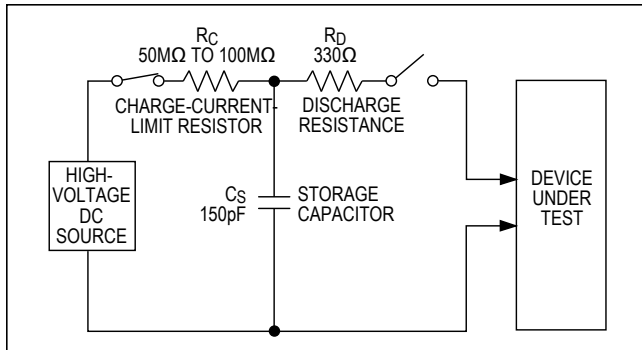 RC
50MΩ TO 100MΩ
CHARGE-CURRENT-
LIMIT RESISTOR
RD
330Ω
DISCHARGE
RESISTANCE
HIGH-
VOLTAGE
DC
SOURCE
CS
150pF
STORAGE
CAPACITOR
DEVICE
UNDER
TEST